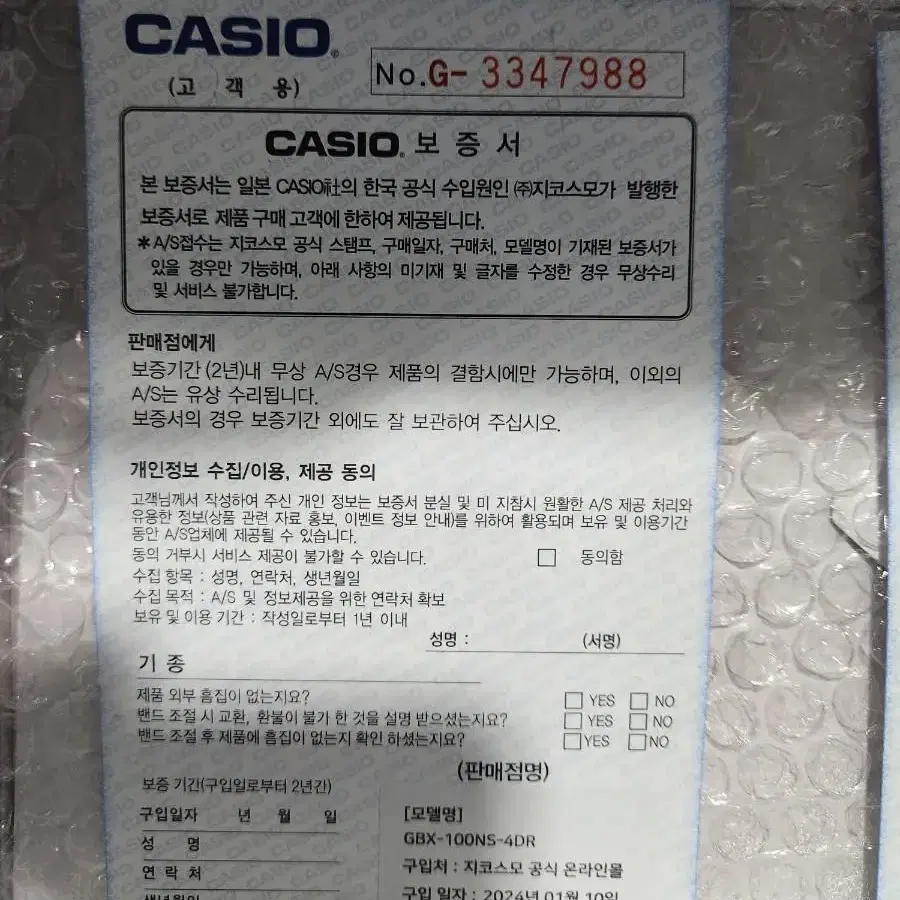 CASIO®
(고 객 용)
No.G- 3347988
CASIO. 보 증 서
본 보증서는 일본 CASIO社의 한국 공식 수입원인 ㈜지코스모가 발행한
보증서로 제품 구매 고객에 한하여 제공됩니다.
*A/S접수는 지코스모 공식 스탬프, 구매일자, 구매처, 모델명이 기재된 보증서가
있을 경우만 가능하며, 아래 사항의 미기재 및 글자를 수정한 경우 무상수리
및 서비스 불가합니다.
판매점에게
보증기간 (2년)내 무상 A/S경우 제품의 결함시에만 가능하며, 이외의
A/S는 유상 수리됩니다.
보증서의 경우 보증기간 외에도 잘 보관하여 주십시오.
개인정보 수집/이용, 제공 동의
고객님께서 작성하여 주신 개인 정보는 보증서 분실 및 미 지참시 원활한 A/S 제공 처리와
유용한 정보(상품 관련 자료 홍보, 이벤트 정보 안내)를 위하여 활용되며 보유 및 이용기간
동안 A/S업체에 제공될 수 있습니다.
동의 거부시 서비스 제공이 불가할 수 있습니다. □ 동의함
수집 항목 : 성명, 연락처, 생년월일
수집 목적 : A/S 및 정보제공을 위한 연락처 확보
보유 및 이용 기간 : 작성일로부터 1년 이내
성명 : (서명)
기 종
제품 외부 흠집이 없는지요? □ YES □ NO
밴드 조절 시 교환, 환불이 불가 한 것을 설명 받으셨는지요? □ YES □ NO
밴드 조절 후 제품에 흠집이 없는지 확인 하셨는지요? □ YES □ NO
(판매점명)
보증 기간(구입일로부터 2년간)
구입일자 년 월 일
성 명
연 락 처
생년월일
[모델명]
GBX-100NS-4DR
구입처 : 지코스모 공식 온라인몰
구입 일자 : 2024년 01월 10일